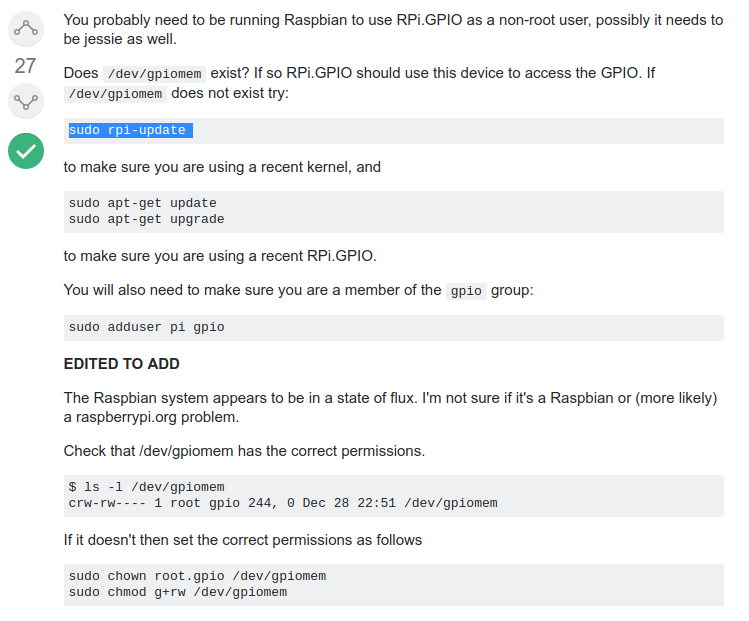 You probably need to be running Raspbian to use RPi.GPIO as a non-root user, possibly it needs to
be jessie as well.
27
Does /dev/gpiomem exist? If so RPi.GPIO should use this device to access the GPIO. If
/dev/gpiomem does not exist try:
sudo rpi-update
to make sure you are using a recent kernel, and
sudo apt-get update
sudo apt-get upgrade
to make sure you are using a recent RPi.GPIO.
You will also need to make sure you are a member of the gpio group:
sudo adduser pi gpio
EDITED TO ADD
The Raspbian system appears to be in a state of flux. I'm not sure if it's a Raspbian or (more likely)
a raspberrypi.org problem.
Check that /dev/gpiomem has the correct permissions.
$ ls -l /dev/gpiomem
crw-rw---- 1 root gpio 244, 0 Dec 28 22:51 /dev/gpiomem
If it doesn't then set the correct permissions as follows
sudo chown root.gpio /dev/gpiomem
sudo chmod g+rw /dev/gpiomem